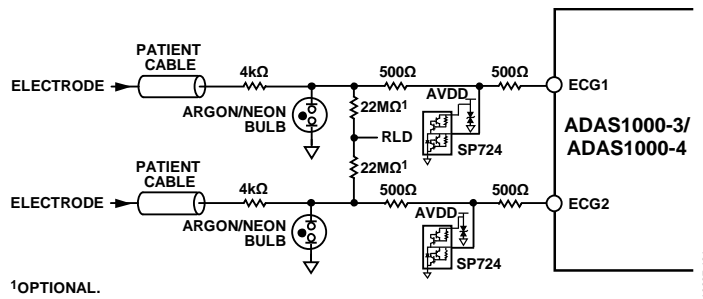 PATIENT
CABLE
4kΩ
500Ω
500Ω
ELECTRODE
ECG1
AVDD
ARGON/NEON
BULB
22MΩ¹
RLD
SP724
ADAS1000-3/
ADAS1000-4
22MΩ¹
PATIENT
CABLE
4kΩ
500Ω
500Ω
ELECTRODE
ECG2
AVDD
ARGON/NEON
BULB
SP724
¹OPTIONAL.